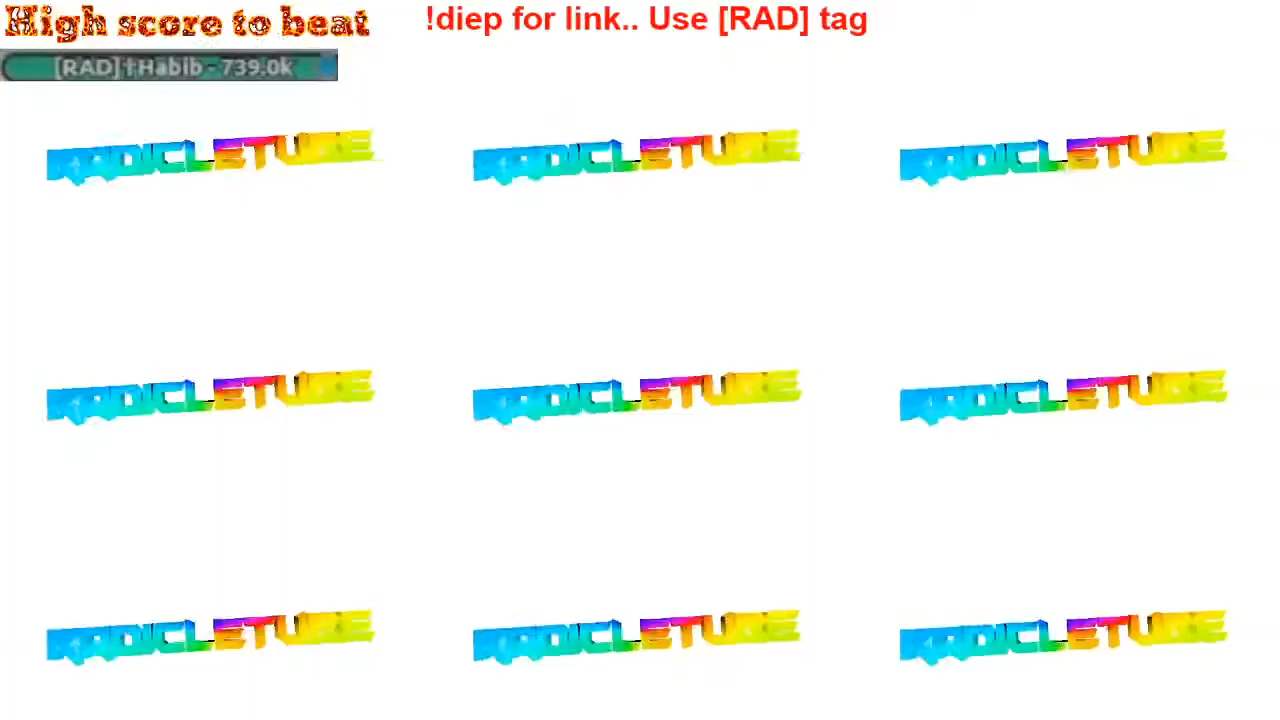 High score to beat
!diep for link.. Use [RAD] tag
[RAD]†Habib - 739.0k
RADICLETUBE RADICLETUBE RADICLETUBE
RADICLETUBE RADICLETUBE RADICLETUBE
RADICLETUBE RADICLETUBE RADICLETUBE